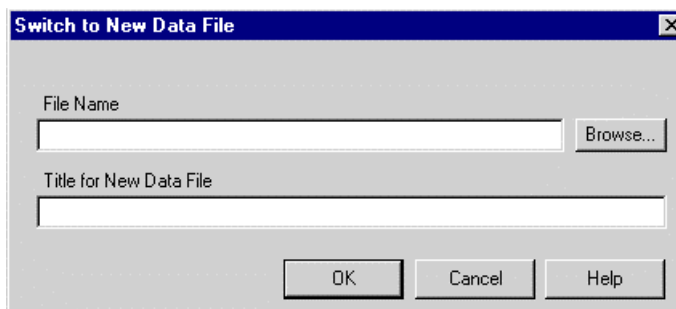 Switch to New Data File
File Name
Browse...
Title for New Data File
OK Cancel Help